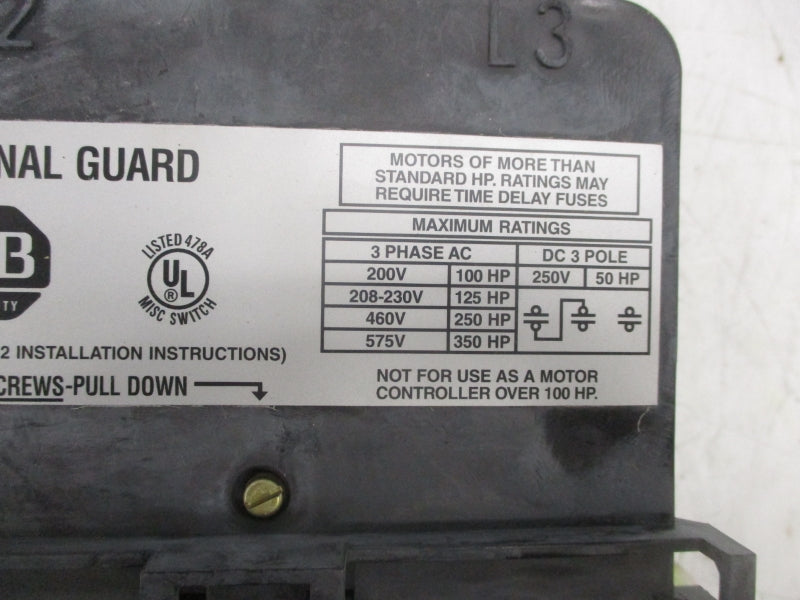 2
L3
NAL GUARD
MOTORS OF MORE THAN
STANDARD HP. RATINGS MAY
REQUIRE TIME DELAY FUSES
MAXIMUM RATINGS
3 PHASE AC DC 3 POLE
200V 100 HP 250V 50 HP
208-230V 125 HP
460V 250 HP
575V 350 HP
B
TY
LISTED 478A
UL
®
MISC SWITCH
2 INSTALLATION INSTRUCTIONS)
CREWS-PULL DOWN
NOT FOR USE AS A MOTOR
CONTROLLER OVER 100 HP.